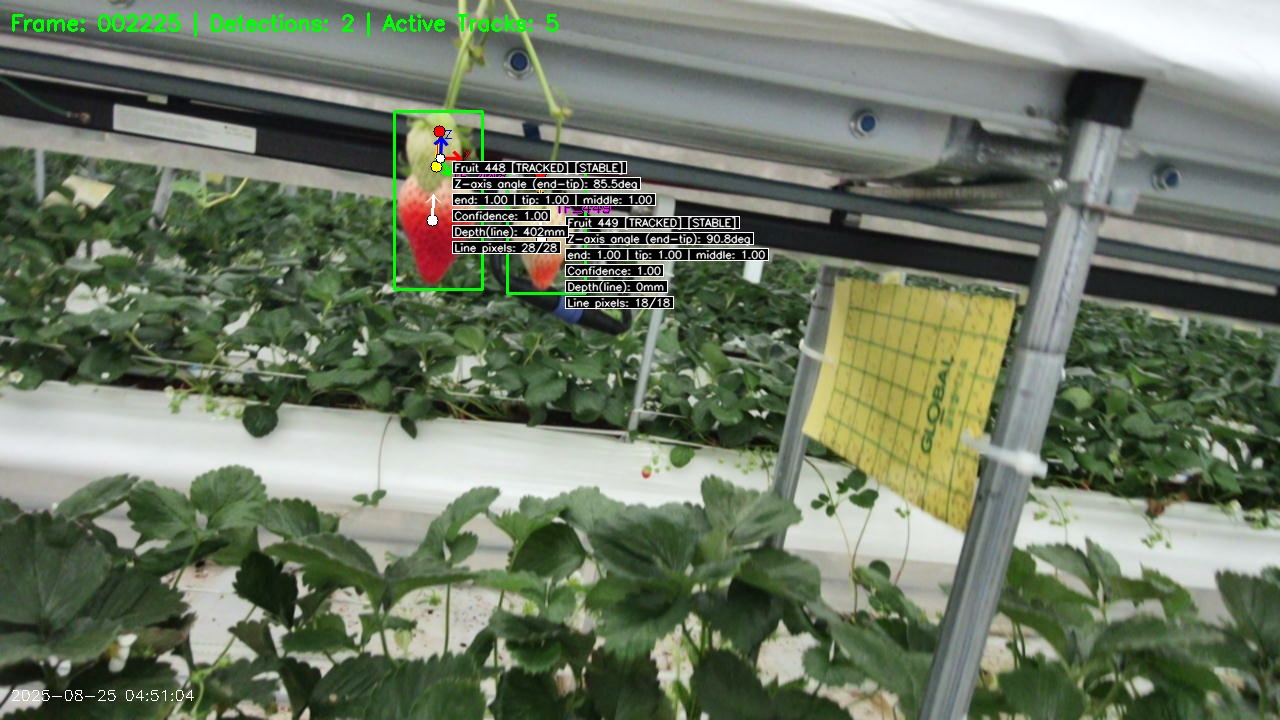 Frame: 002225 | Detections: 2 | Active Tracks: 5
Fruit 448 [TRACKED] [STABLE]
Z-axis angle (end-tip): 85.5deg
end: 1.00 | tip: 1.00 | middle: 1.00
Confidence: 1.00
Depth(line): 402mm
Line pixels: 28/28
Fruit 449 [TRACKED] [STABLE]
Z-axis angle (end-tip): 90.8deg
end: 1.00 | tip: 1.00 | middle: 1.00
Confidence: 1.00
Depth(line): 0mm
Line pixels: 18/18
Z
GLOBAL
2025-08-25 04:51:04